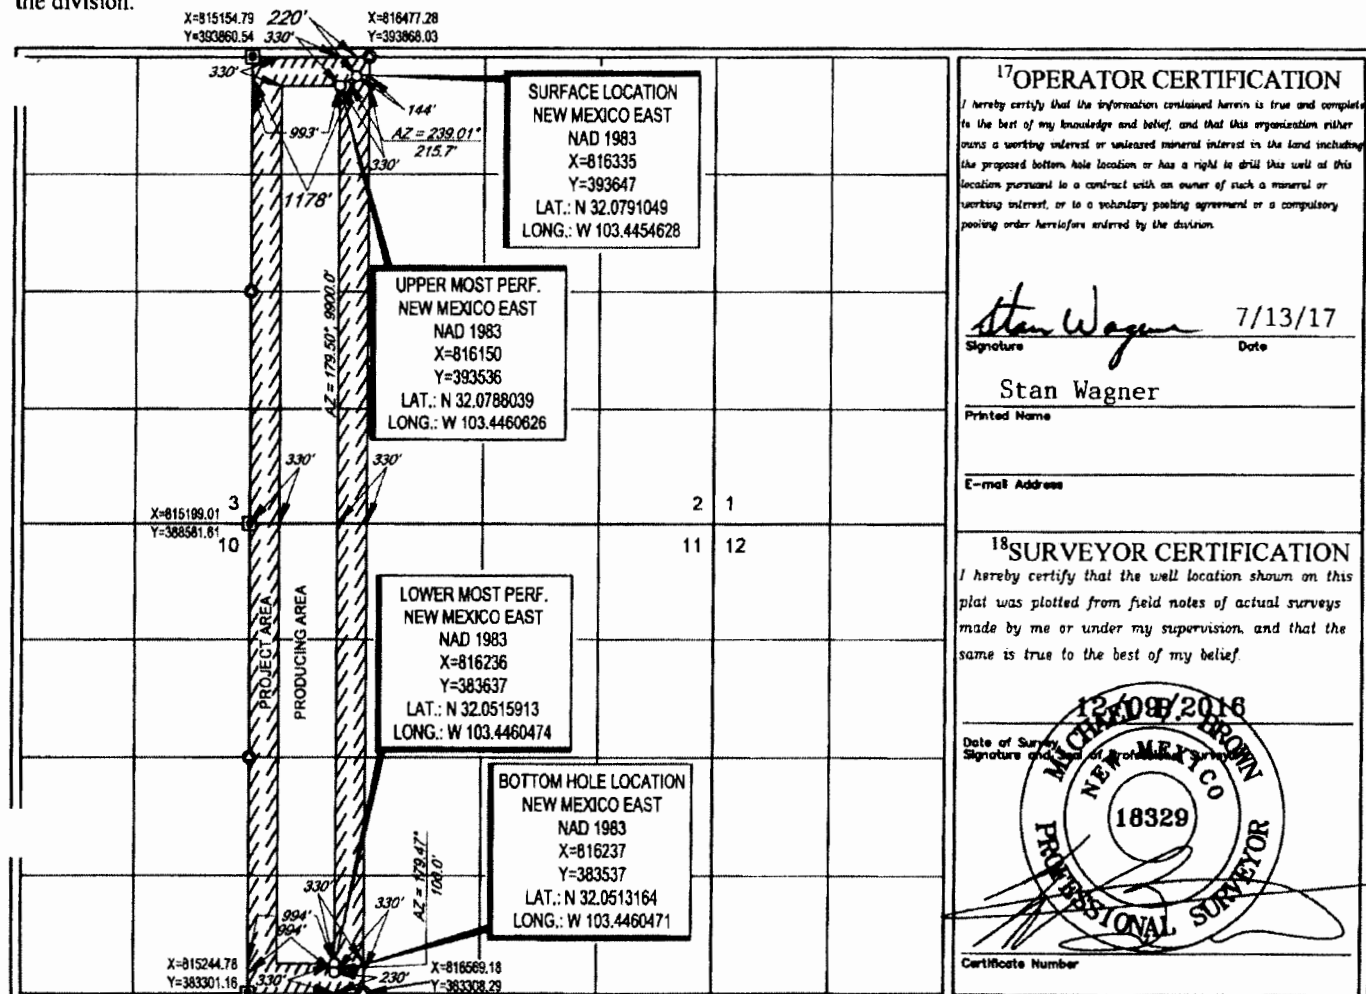 the division.
X=815154.79
Y=393860.54
220'
330'
X=816477.28
Y=393868.03
330'
144'
993'
AZ = 239.01°
215.7'
330'
1178'
SURFACE LOCATION
NEW MEXICO EAST
NAD 1983
X=816335
Y=393647
LAT.: N 32.0791049
LONG.: W 103.4454628
UPPER MOST PERF.
NEW MEXICO EAST
NAD 1983
X=816150
Y=393536
LAT.: N 32.0788039
LONG.: W 103.4460626
AZ = 179.50° 9900.0'
330'
330'
X=815199.01
Y=388581.61
3
10
2
1
11
12
PROJECT AREA
PRODUCING AREA
LOWER MOST PERF.
NEW MEXICO EAST
NAD 1983
X=816236
Y=383637
LAT.: N 32.0515913
LONG.: W 103.4460474
BOTTOM HOLE LOCATION
NEW MEXICO EAST
NAD 1983
X=816237
Y=383537
LAT.: N 32.0513164
LONG.: W 103.4460471
AZ = 179.47°
100.0'
330'
330'
994'
994'
X=815244.78
Y=383301.16
330'
230'
X=816569.18
Y=383308.29
17OPERATOR CERTIFICATION
I hereby certify that the information contained herein is true and complete
to the best of my knowledge and belief, and that this organization either
owns a working interest or unleased mineral interest in the land including
the proposed bottom hole location or has a right to drill this well at this
location pursuant to a contract with an owner of such a mineral or
working interest, or to a voluntary pooling agreement or a compulsory
pooling order heretofore entered by the division
Stan Wagner
7/13/17
Signature
Date
Stan Wagner
Printed Name
E-mail Address
18SURVEYOR CERTIFICATION
I hereby certify that the well location shown on this
plat was plotted from field notes of actual surveys
made by me or under my supervision, and that the
same is true to the best of my belief.
12/09/2016
Date of Survey
Signature and Seal of Professional Surveyor
MICHAEL BROWN
NEW MEXICO
18329
PROFESSIONAL SURVEYOR
Certificate Number